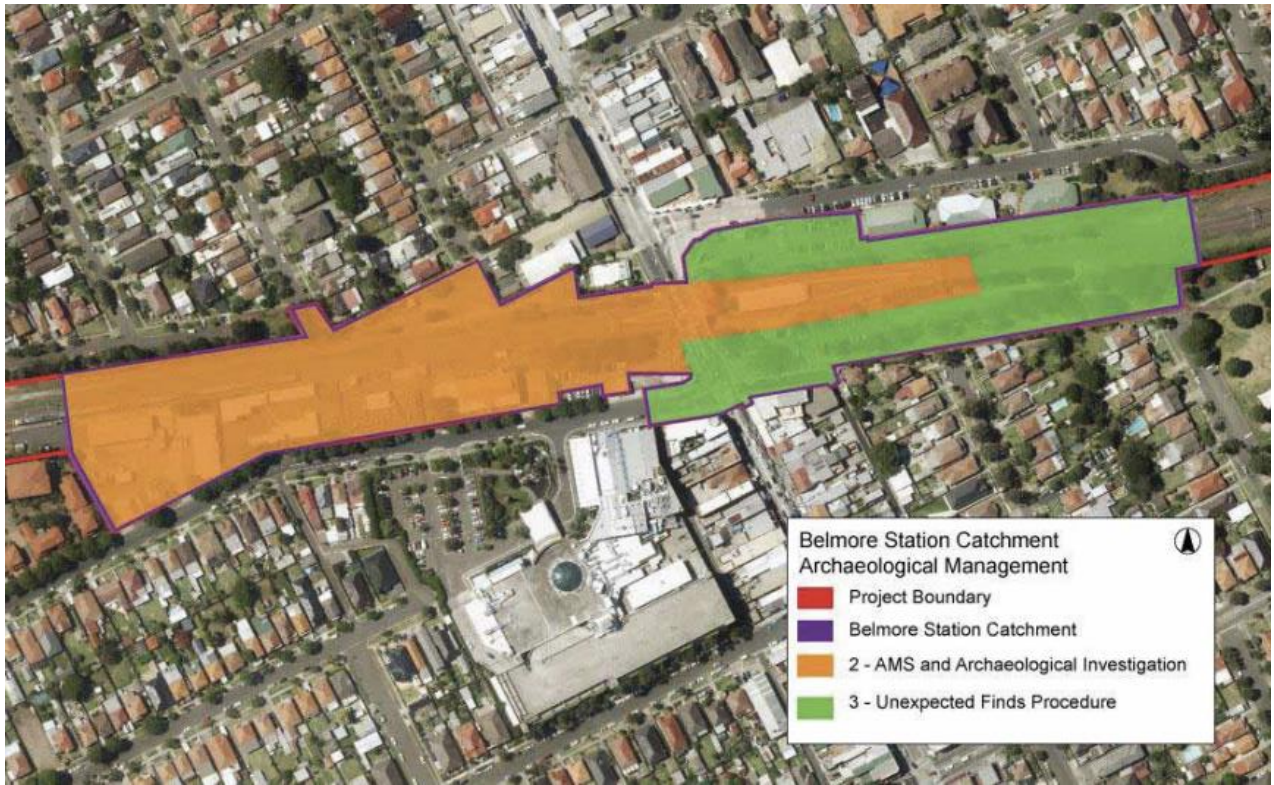 Belmore Station Catchment
Archaeological Management
Project Boundary
Belmore Station Catchment
2 - AMS and Archaeological Investigation
3 - Unexpected Finds Procedure